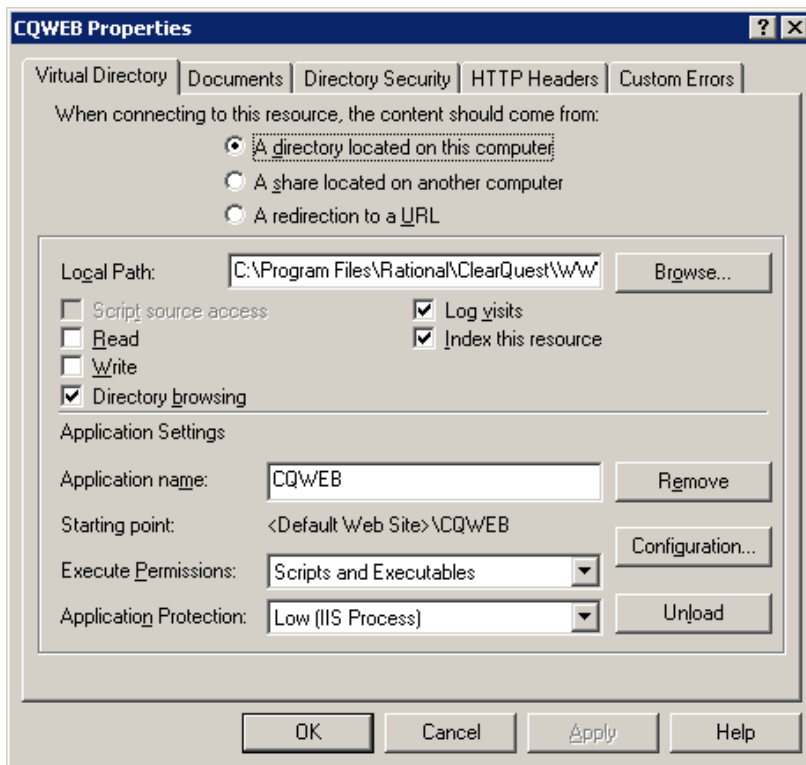 CQWEB Properties
Virtual Directory Documents Directory Security HTTP Headers Custom Errors
When connecting to this resource, the content should come from:
A directory located on this computer
A share located on another computer
A redirection to a URL
Local Path: C:\Program Files\Rational\ClearQuest\WW Browse...
Script source access Log visits
Read Index this resource
Write
Directory browsing
Application Settings
Application name: CQWEB Remove
Starting point: <Default Web Site>\CQWEB
Configuration...
Execute Permissions: Scripts and Executables
Application Protection: Low (IIS Process) Unload
OK Cancel Apply Help